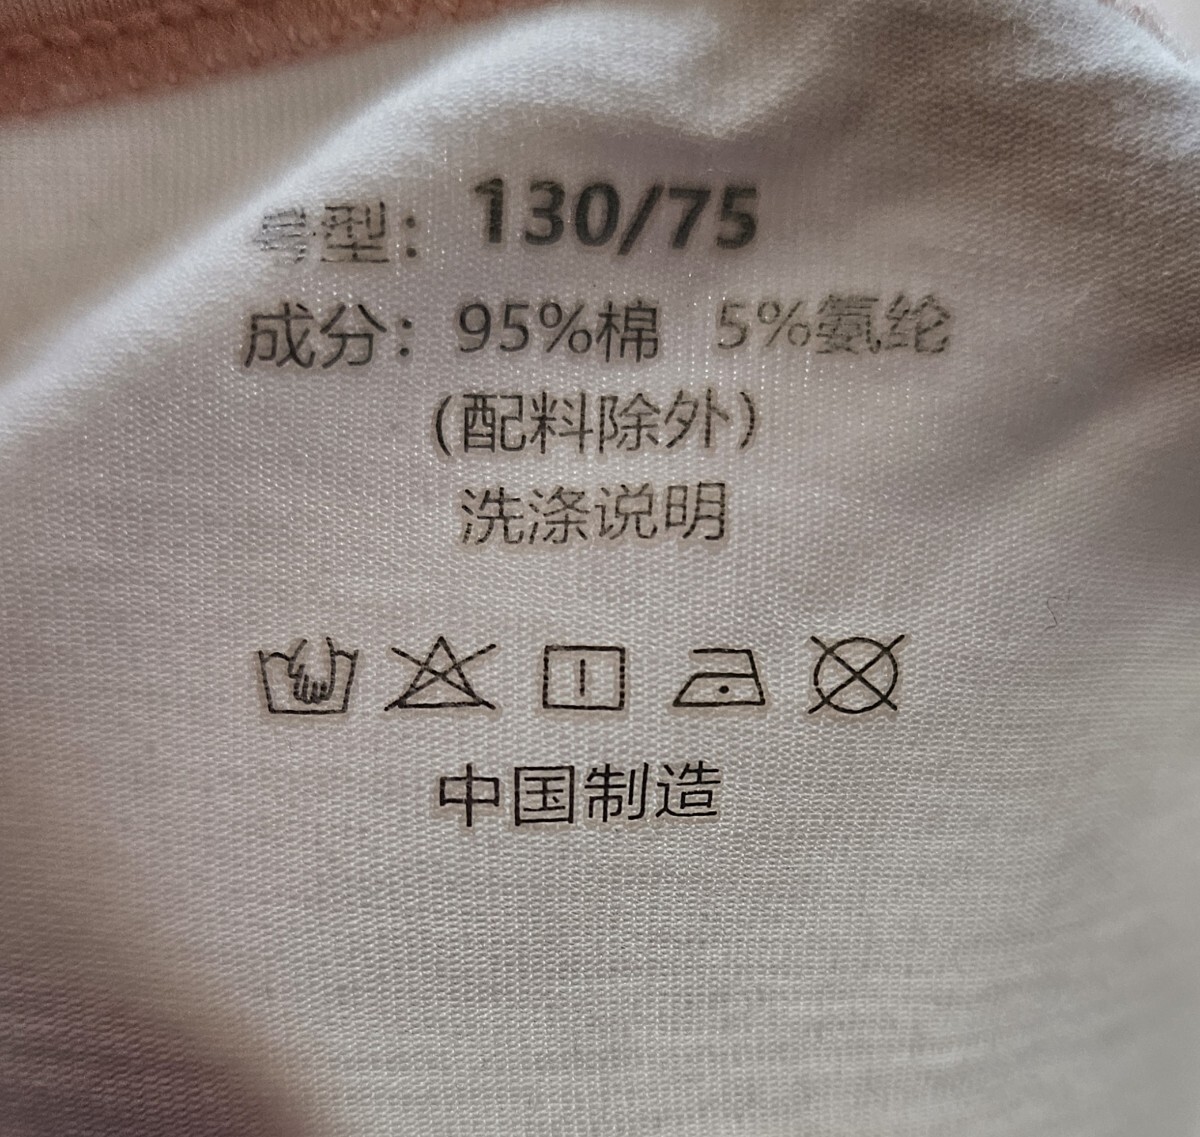 号型：130/75
成分：95%棉 5%氨纶
(配料除外)
洗涤说明
中国制造